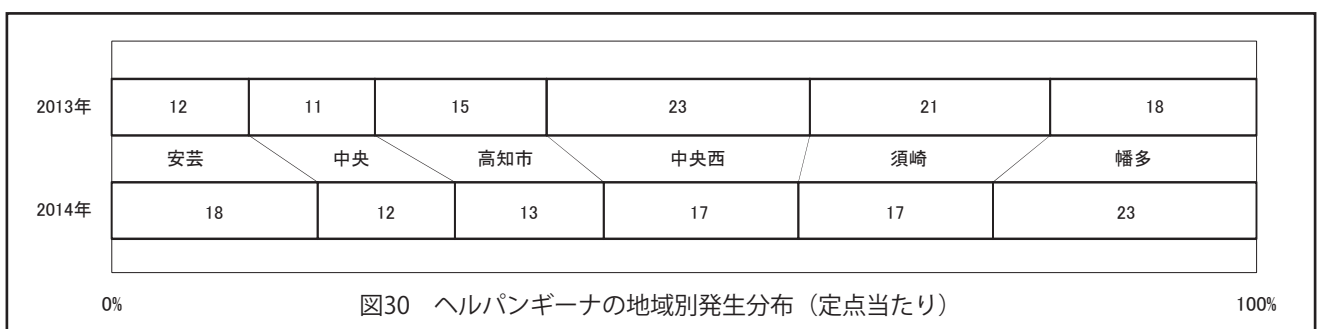 2013年 12 11 15 23 21 18
安芸 中央 高知市 中央西 須崎 幡多
2014年 18 12 13 17 17 23
0% 図30 ヘルパンギーナの地域別発生分布（定点当たり） 100%